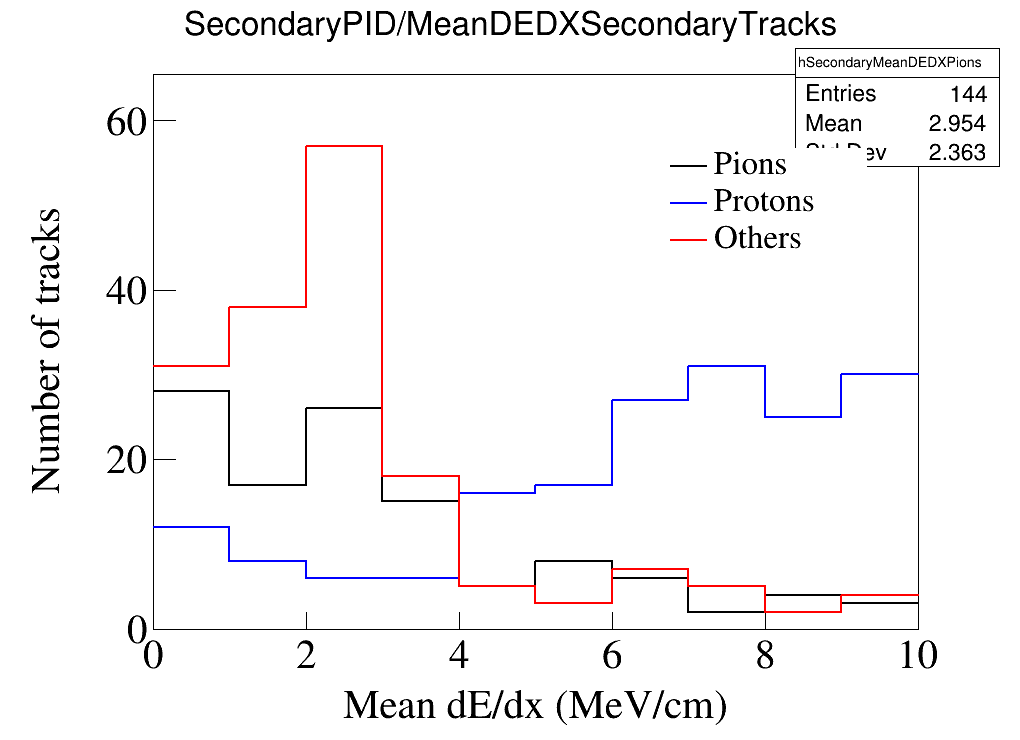 SecondaryPID/MeanDEDXSecondaryTracks
hSecondaryMeanDEDXPions
Entries 144
Mean 2.954
2.363
Pions
Protons
Others
Number of tracks
60
40
20
0
0 2 4 6 8 10
Mean dE/dx (MeV/cm)